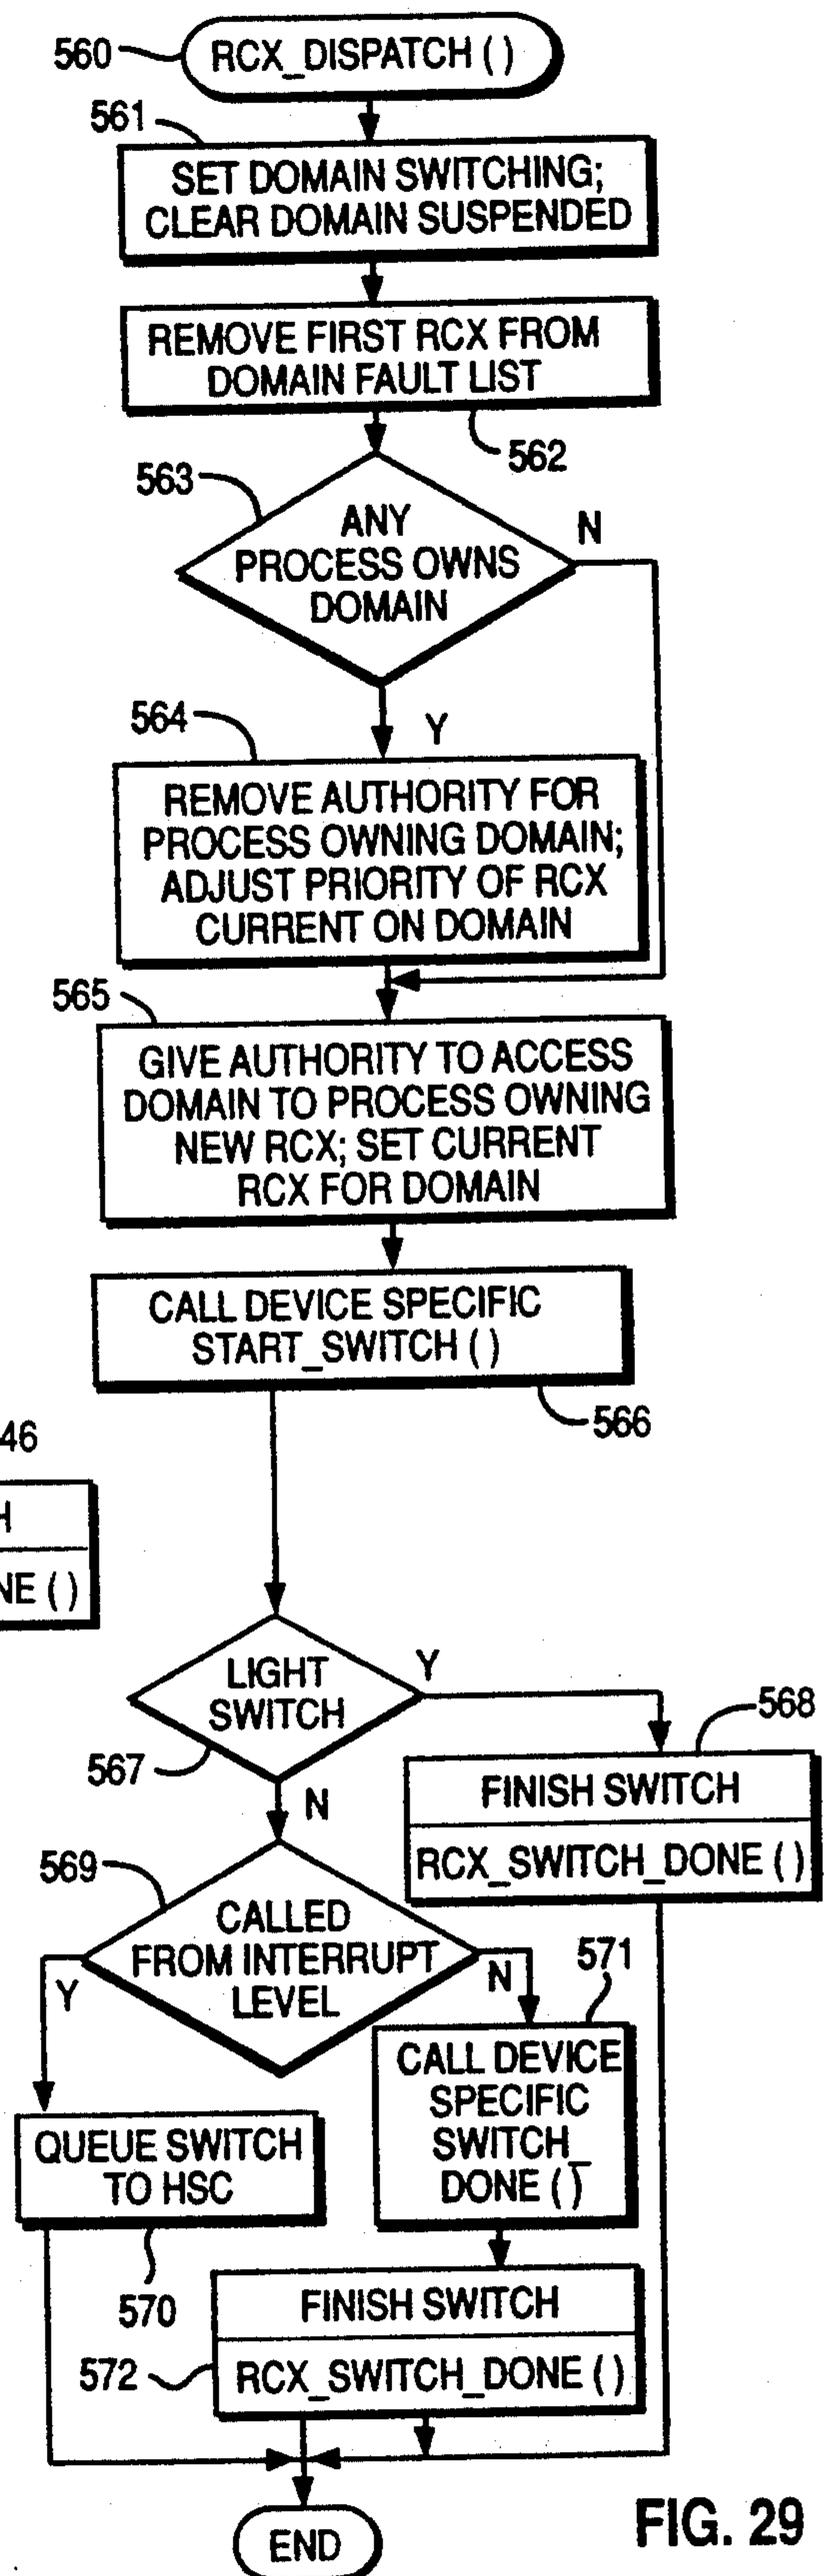 560
RCX_DISPATCH ( )
561
SET DOMAIN SWITCHING;
CLEAR DOMAIN SUSPENDED
REMOVE FIRST RCX FROM
DOMAIN FAULT LIST
562
563
ANY
PROCESS OWNS
DOMAIN
N
Y
564
REMOVE AUTHORITY FOR
PROCESS OWNING DOMAIN;
ADJUST PRIORITY OF RCX
CURRENT ON DOMAIN
565
GIVE AUTHORITY TO ACCESS
DOMAIN TO PROCESS OWNING
NEW RCX; SET CURRENT
RCX FOR DOMAIN
CALL DEVICE SPECIFIC
START_SWITCH ( )
566
46
H
NE ( )
LIGHT
SWITCH
Y
567
N
568
FINISH SWITCH
RCX_SWITCH_DONE ( )
569
CALLED
FROM INTERRUPT
LEVEL
Y
N
571
CALL DEVICE
SPECIFIC
SWITCH_
DONE ( )
QUEUE SWITCH
TO HSC
570
FINISH SWITCH
572
RCX_SWITCH_DONE ( )
END
FIG. 29